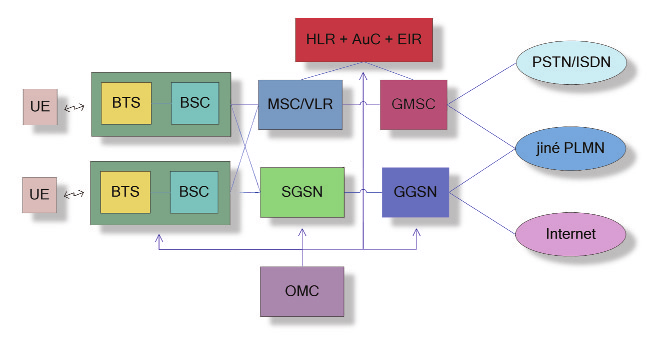 HLR + AuC + EIR
PSTN/ISDN
UE
BTS
BSC
MSC/VLR
GMSC
jiné PLMN
UE
BTS
BSC
SGSN
GGSN
Internet
OMC